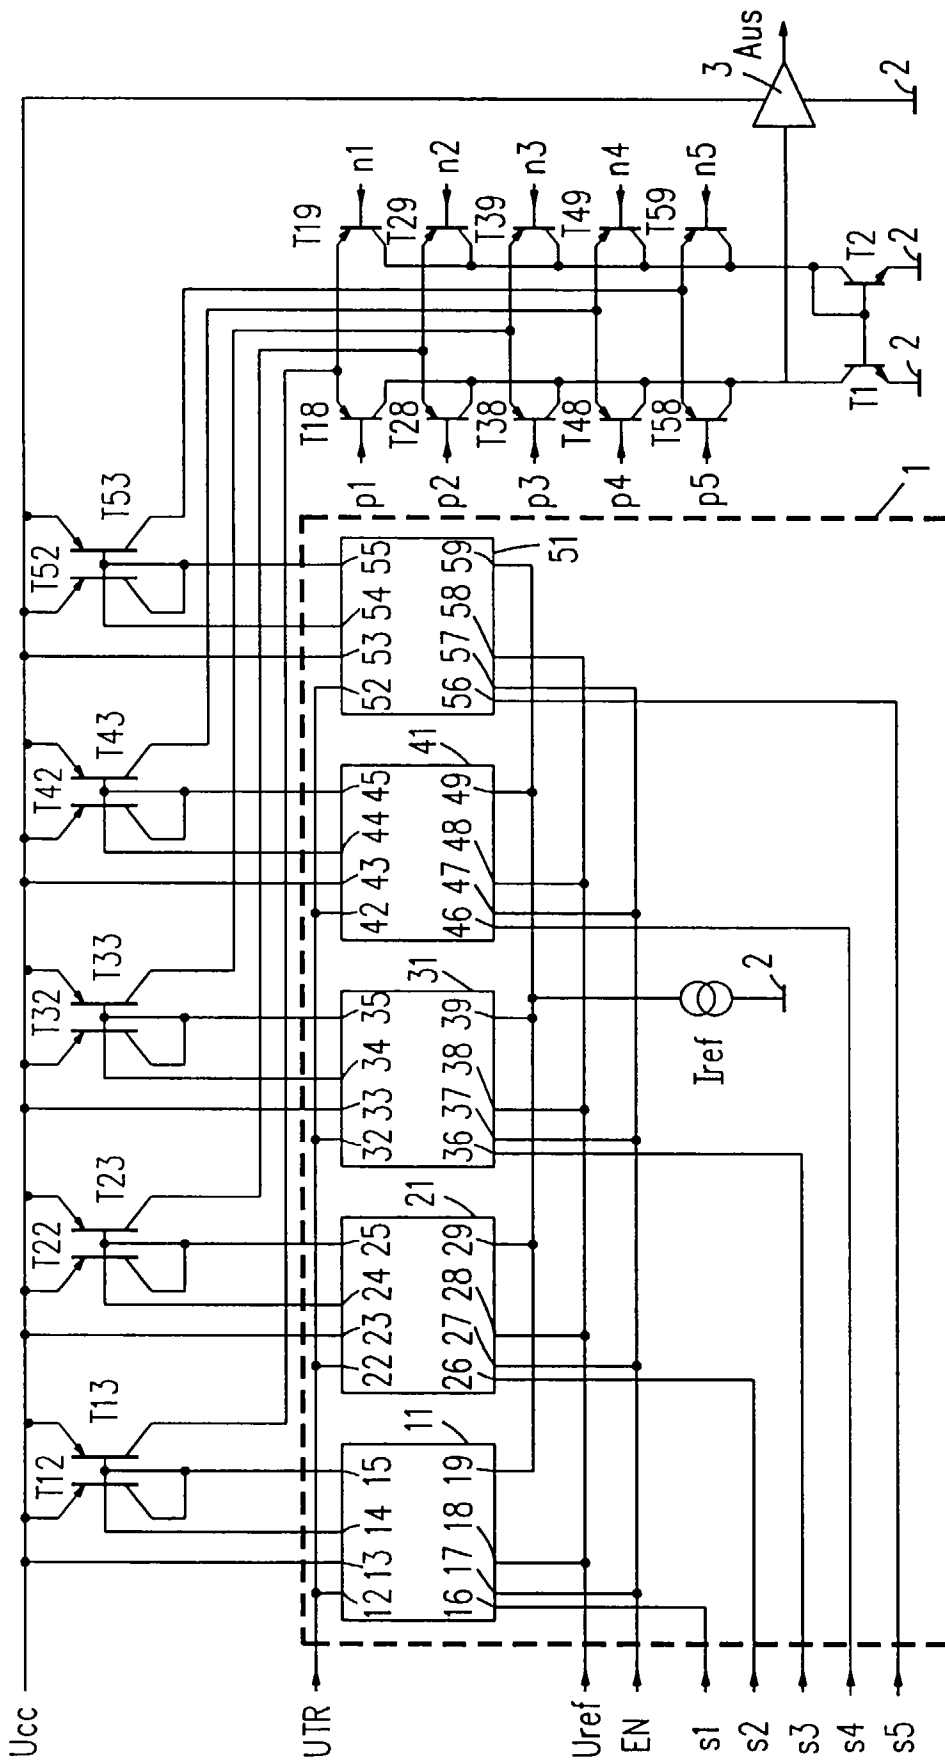 Ucc
T12
T13
T22
T23
T32
T33
T42
T43
T52
T53
UTR
12 13 14 15
16 17 18 19
11
22 23 24 25
26 27 28 29
21
32 33 34 35
36 37 38 39
31
42 43 44 45
46 47 48 49
41
52 53 54 55
56 57 58 59
51
Uref
EN
s1
s2
s3
s4
s5
Iref
2
1
p1
T18
T19
n1
p2
T28
T29
n2
p3
T38
T39
n3
p4
T48
T49
n4
p5
T58
T59
n5
T1
2
T2
2
3
Aus
2